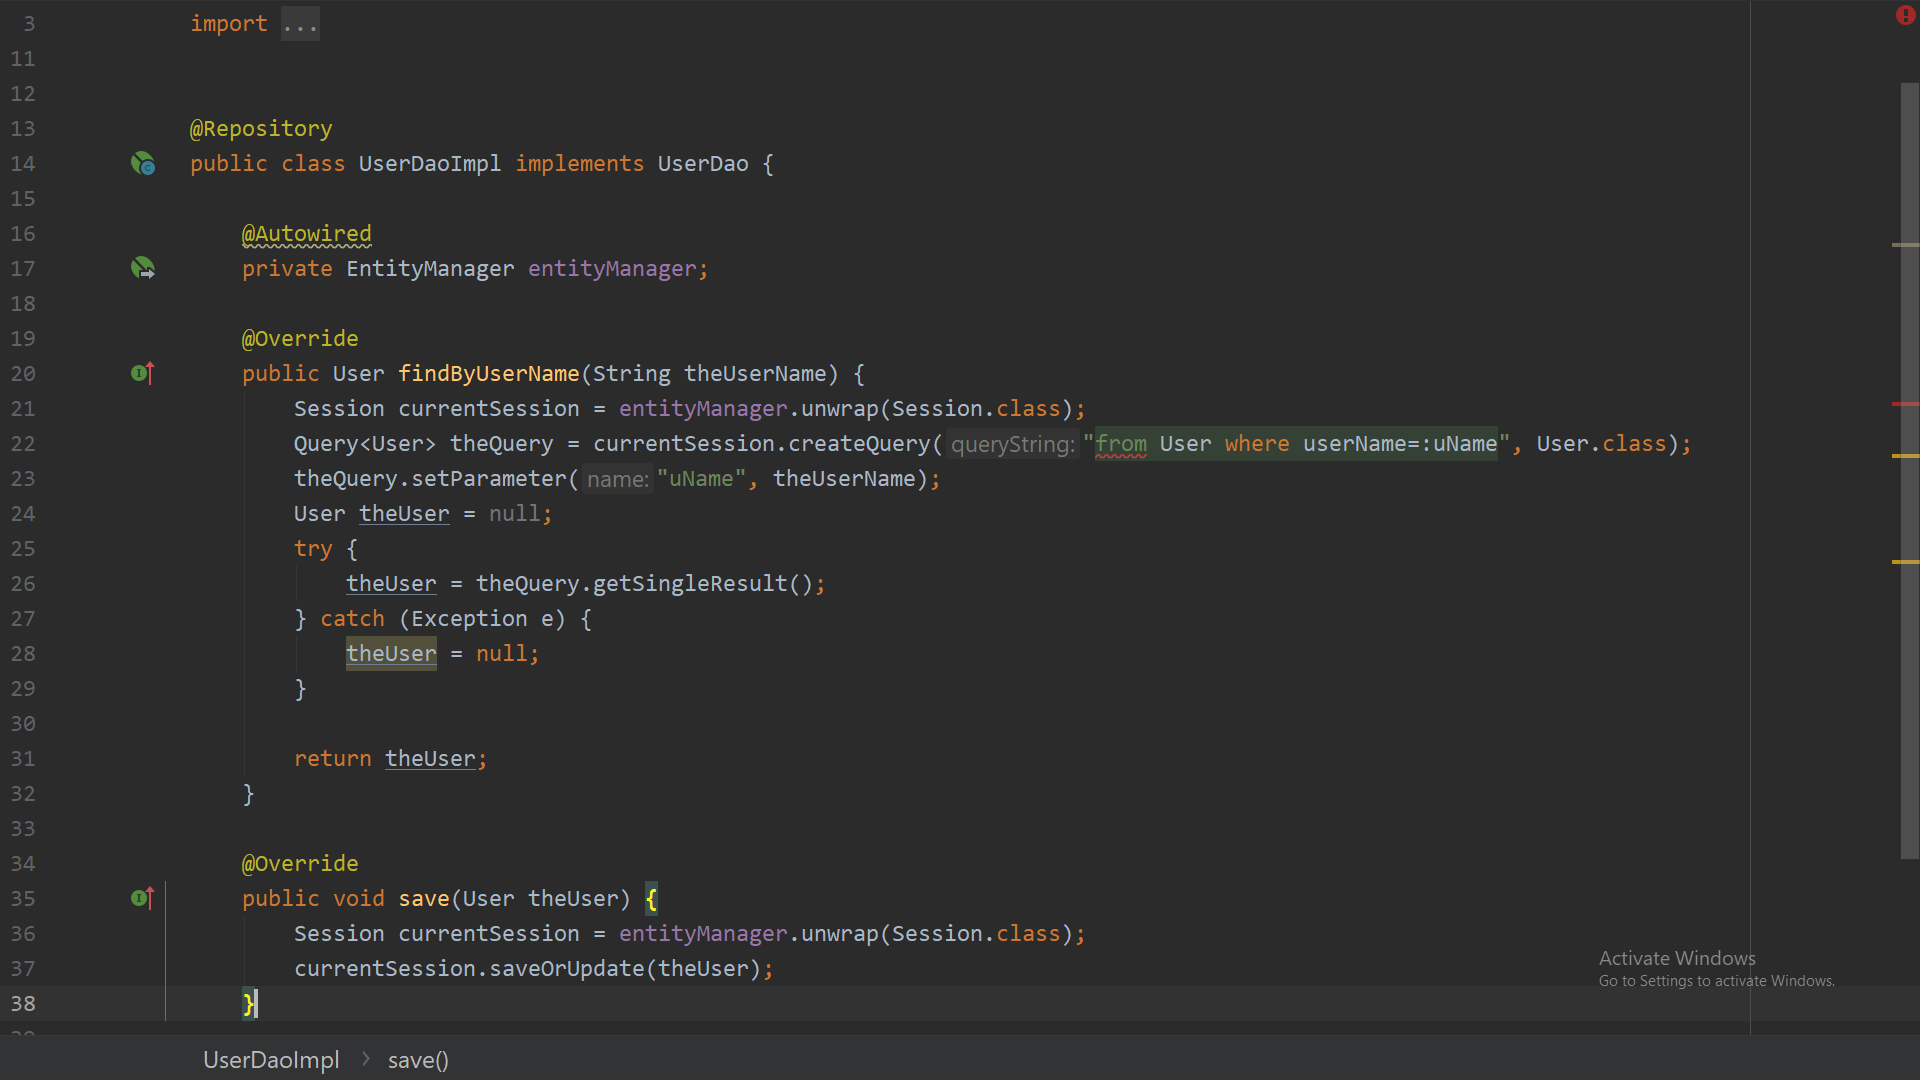 3 import ...
11
12
13 @Repository
14 public class UserDaoImpl implements UserDao {
15
16 @Autowired
17 private EntityManager entityManager;
18
19 @Override
20 public User findByUserName(String theUserName) {
21 Session currentSession = entityManager.unwrap(Session.class);
22 Query<User> theQuery = currentSession.createQuery( queryString: "from User where userName=:uName", User.class);
23 theQuery.setParameter( name: "uName", theUserName);
24 User theUser = null;
25 try {
26 theUser = theQuery.getSingleResult();
27 } catch (Exception e) {
28 theUser = null;
29 }
30
31 return theUser;
32 }
33
34 @Override
35 public void save(User theUser) {
36 Session currentSession = entityManager.unwrap(Session.class);
37 currentSession.saveOrUpdate(theUser);
38 }
Activate Windows
Go to Settings to activate Windows.
UserDaoImpl > save()